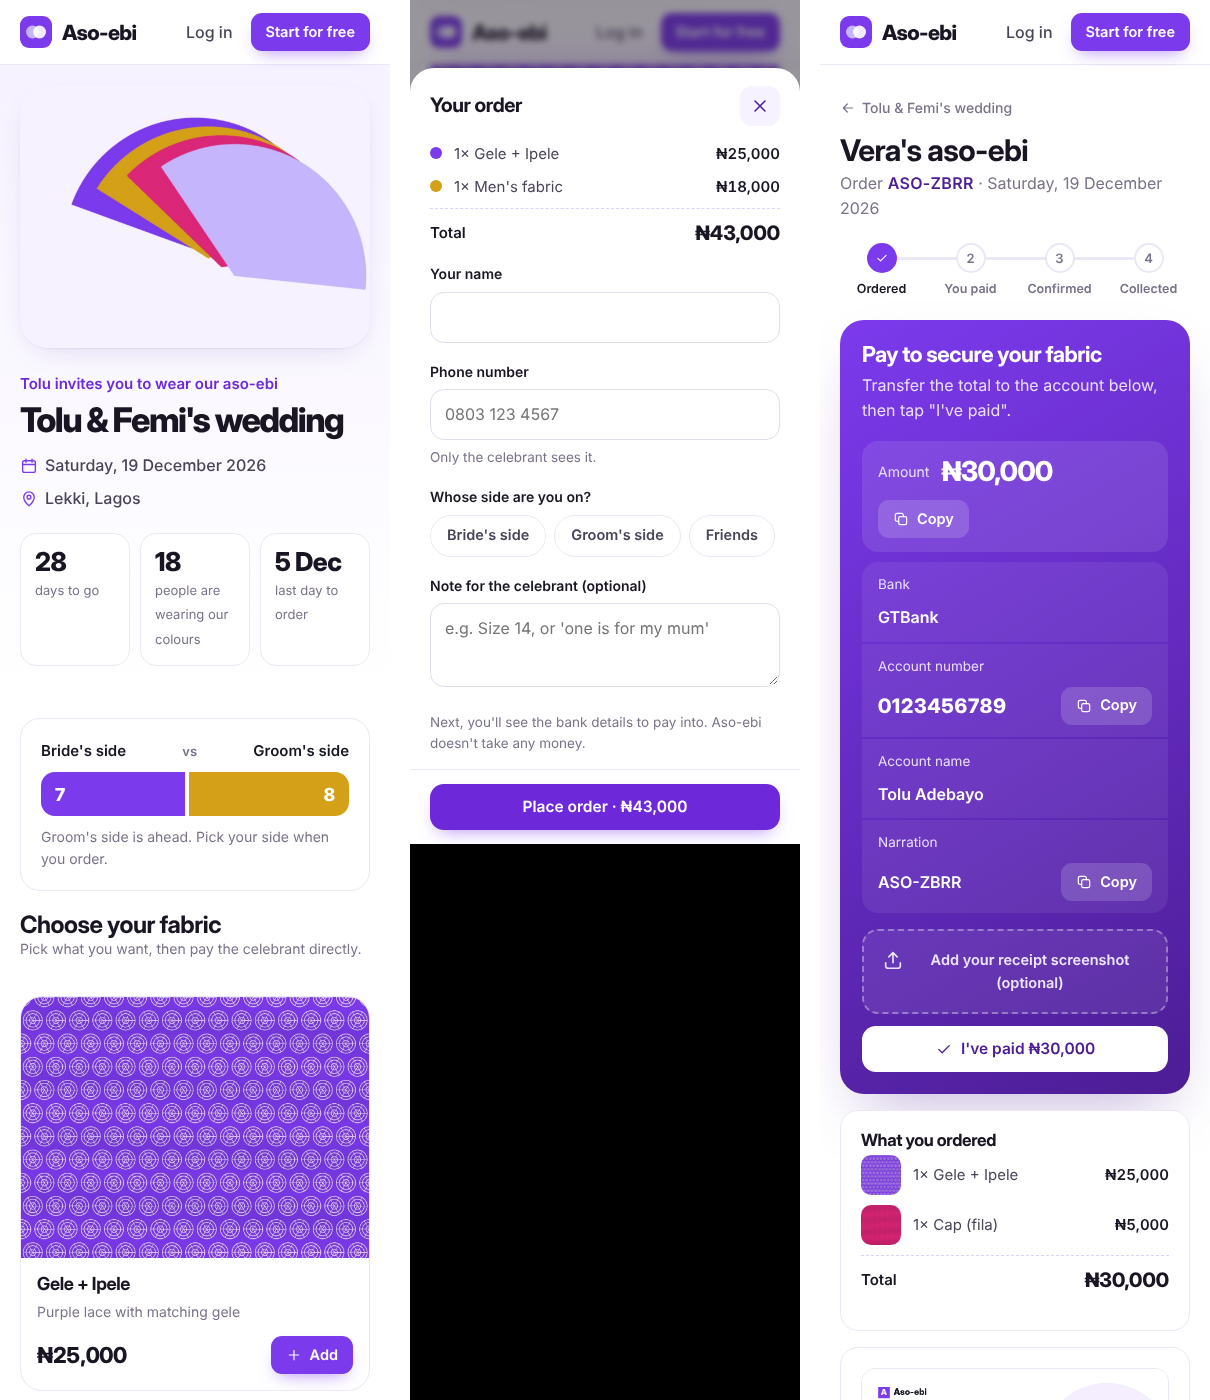 Aso-ebi
Log in
Start for free
Tolu invites you to wear our aso-ebi
Tolu & Femi's wedding
Saturday, 19 December 2026
Lekki, Lagos
28
days to go
18
people are
wearing our
colours
5 Dec
last day to
order
Bride's side
vs
Groom's side
7
8
Groom's side is ahead. Pick your side when
you order.
Choose your fabric
Pick what you want, then pay the celebrant directly.
Gele + Ipele
Purple lace with matching gele
₦25,000
Add
Aso-ebi
Log in
Start for free
Your order
1× Gele + Ipele
₦25,000
1× Men's fabric
₦18,000
Total
₦43,000
Your name
Phone number
0803 123 4567
Only the celebrant sees it.
Whose side are you on?
Bride's side
Groom's side
Friends
Note for the celebrant (optional)
e.g. Size 14, or 'one is for my mum'
Next, you'll see the bank details to pay into. Aso-ebi
doesn't take any money.
Place order · ₦43,000
Aso-ebi
Log in
Start for free
Tolu & Femi's wedding
Vera's aso-ebi
Order ASO-ZBRR · Saturday, 19 December
2026
2
3
4
Ordered
You paid
Confirmed
Collected
Pay to secure your fabric
Transfer the total to the account below,
then tap "I've paid".
Amount ₦30,000
Copy
Bank
GTBank
Account number
0123456789
Copy
Account name
Tolu Adebayo
Narration
ASO-ZBRR
Copy
Add your receipt screenshot
(optional)
I've paid ₦30,000
What you ordered
1× Gele + Ipele
₦25,000
1× Cap (fila)
₦5,000
Total
₦30,000
A Aso-ebi